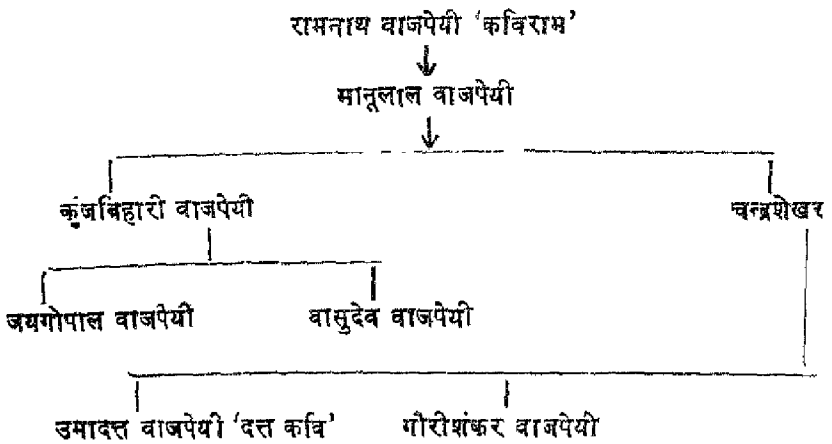 रामनाथ वाजपेयी ‘कविराम’
मानूलाल वाजपेयी
कुंजबिहारी वाजपेयी चन्द्रशेखर
जयगोपाल वाजपेयी वासुदेव वाजपेयी
उमादत्त वाजपेयी ‘दत्त कवि’ गौरीशंकर वाजपेयी